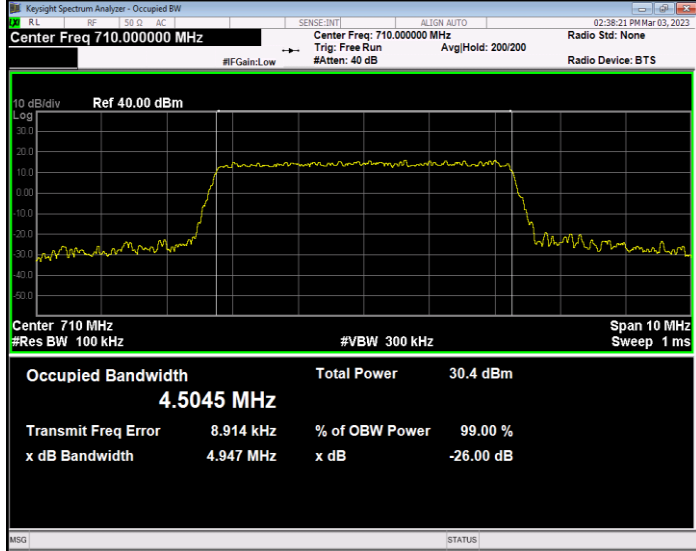 Keysight Spectrum Analyzer - Occupied BW
RL RF 50 Ω AC SENSE:INT ALIGN AUTO 02:38:21 PM Mar 03, 2023
Center Freq 710.000000 MHz Center Freq: 710.000000 MHz Radio Std: None
Trig: Free Run Avg|Hold: 200/200
#IFGain:Low #Atten: 40 dB Radio Device: BTS
10 dB/div Ref 40.00 dBm
Log
30.0
20.0
10.0
0.00
-10.0
-20.0
-30.0
-40.0
-50.0
Center 710 MHz Span 10 MHz
#Res BW 100 kHz #VBW 300 kHz Sweep 1 ms
Occupied Bandwidth Total Power 30.4 dBm
4.5045 MHz
Transmit Freq Error 8.914 kHz % of OBW Power 99.00 %
x dB Bandwidth 4.947 MHz x dB -26.00 dB
MSG STATUS